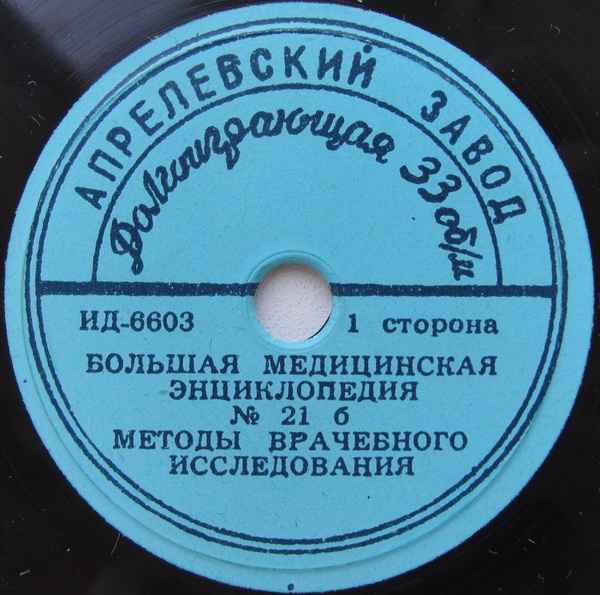 АПРЕЛЕВСКИЙ ЗАВОД
Долгоиграющая 33 об/м
ИД-6603 1 сторона
БОЛЬШАЯ МЕДИЦИНСКАЯ
ЭНЦИКЛОПЕДИЯ
№ 21 б
МЕТОДЫ ВРАЧЕБНОГО
ИССЛЕДОВАНИЯ